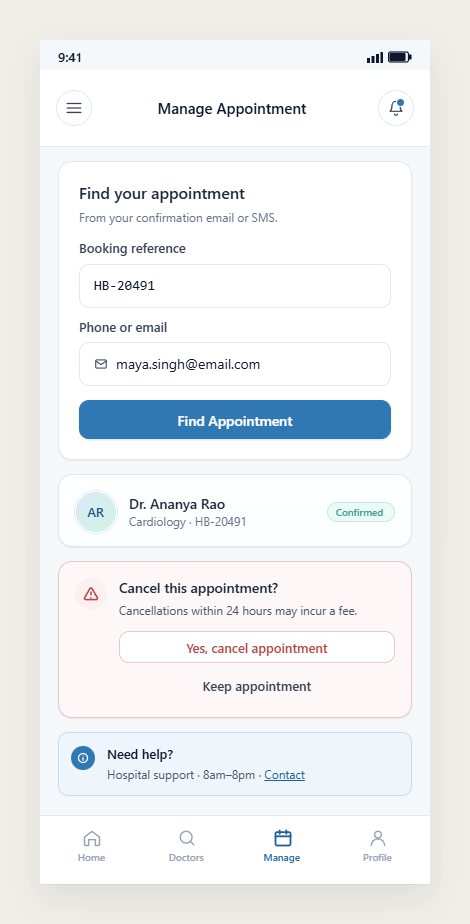 9:41
Manage Appointment
Find your appointment
From your confirmation email or SMS.
Booking reference
HB-20491
Phone or email
maya.singh@email.com
Find Appointment
AR
Dr. Ananya Rao
Cardiology · HB-20491
Confirmed
Cancel this appointment?
Cancellations within 24 hours may incur a fee.
Yes, cancel appointment
Keep appointment
Need help?
Hospital support · 8am–8pm · Contact
Home
Doctors
Manage
Profile